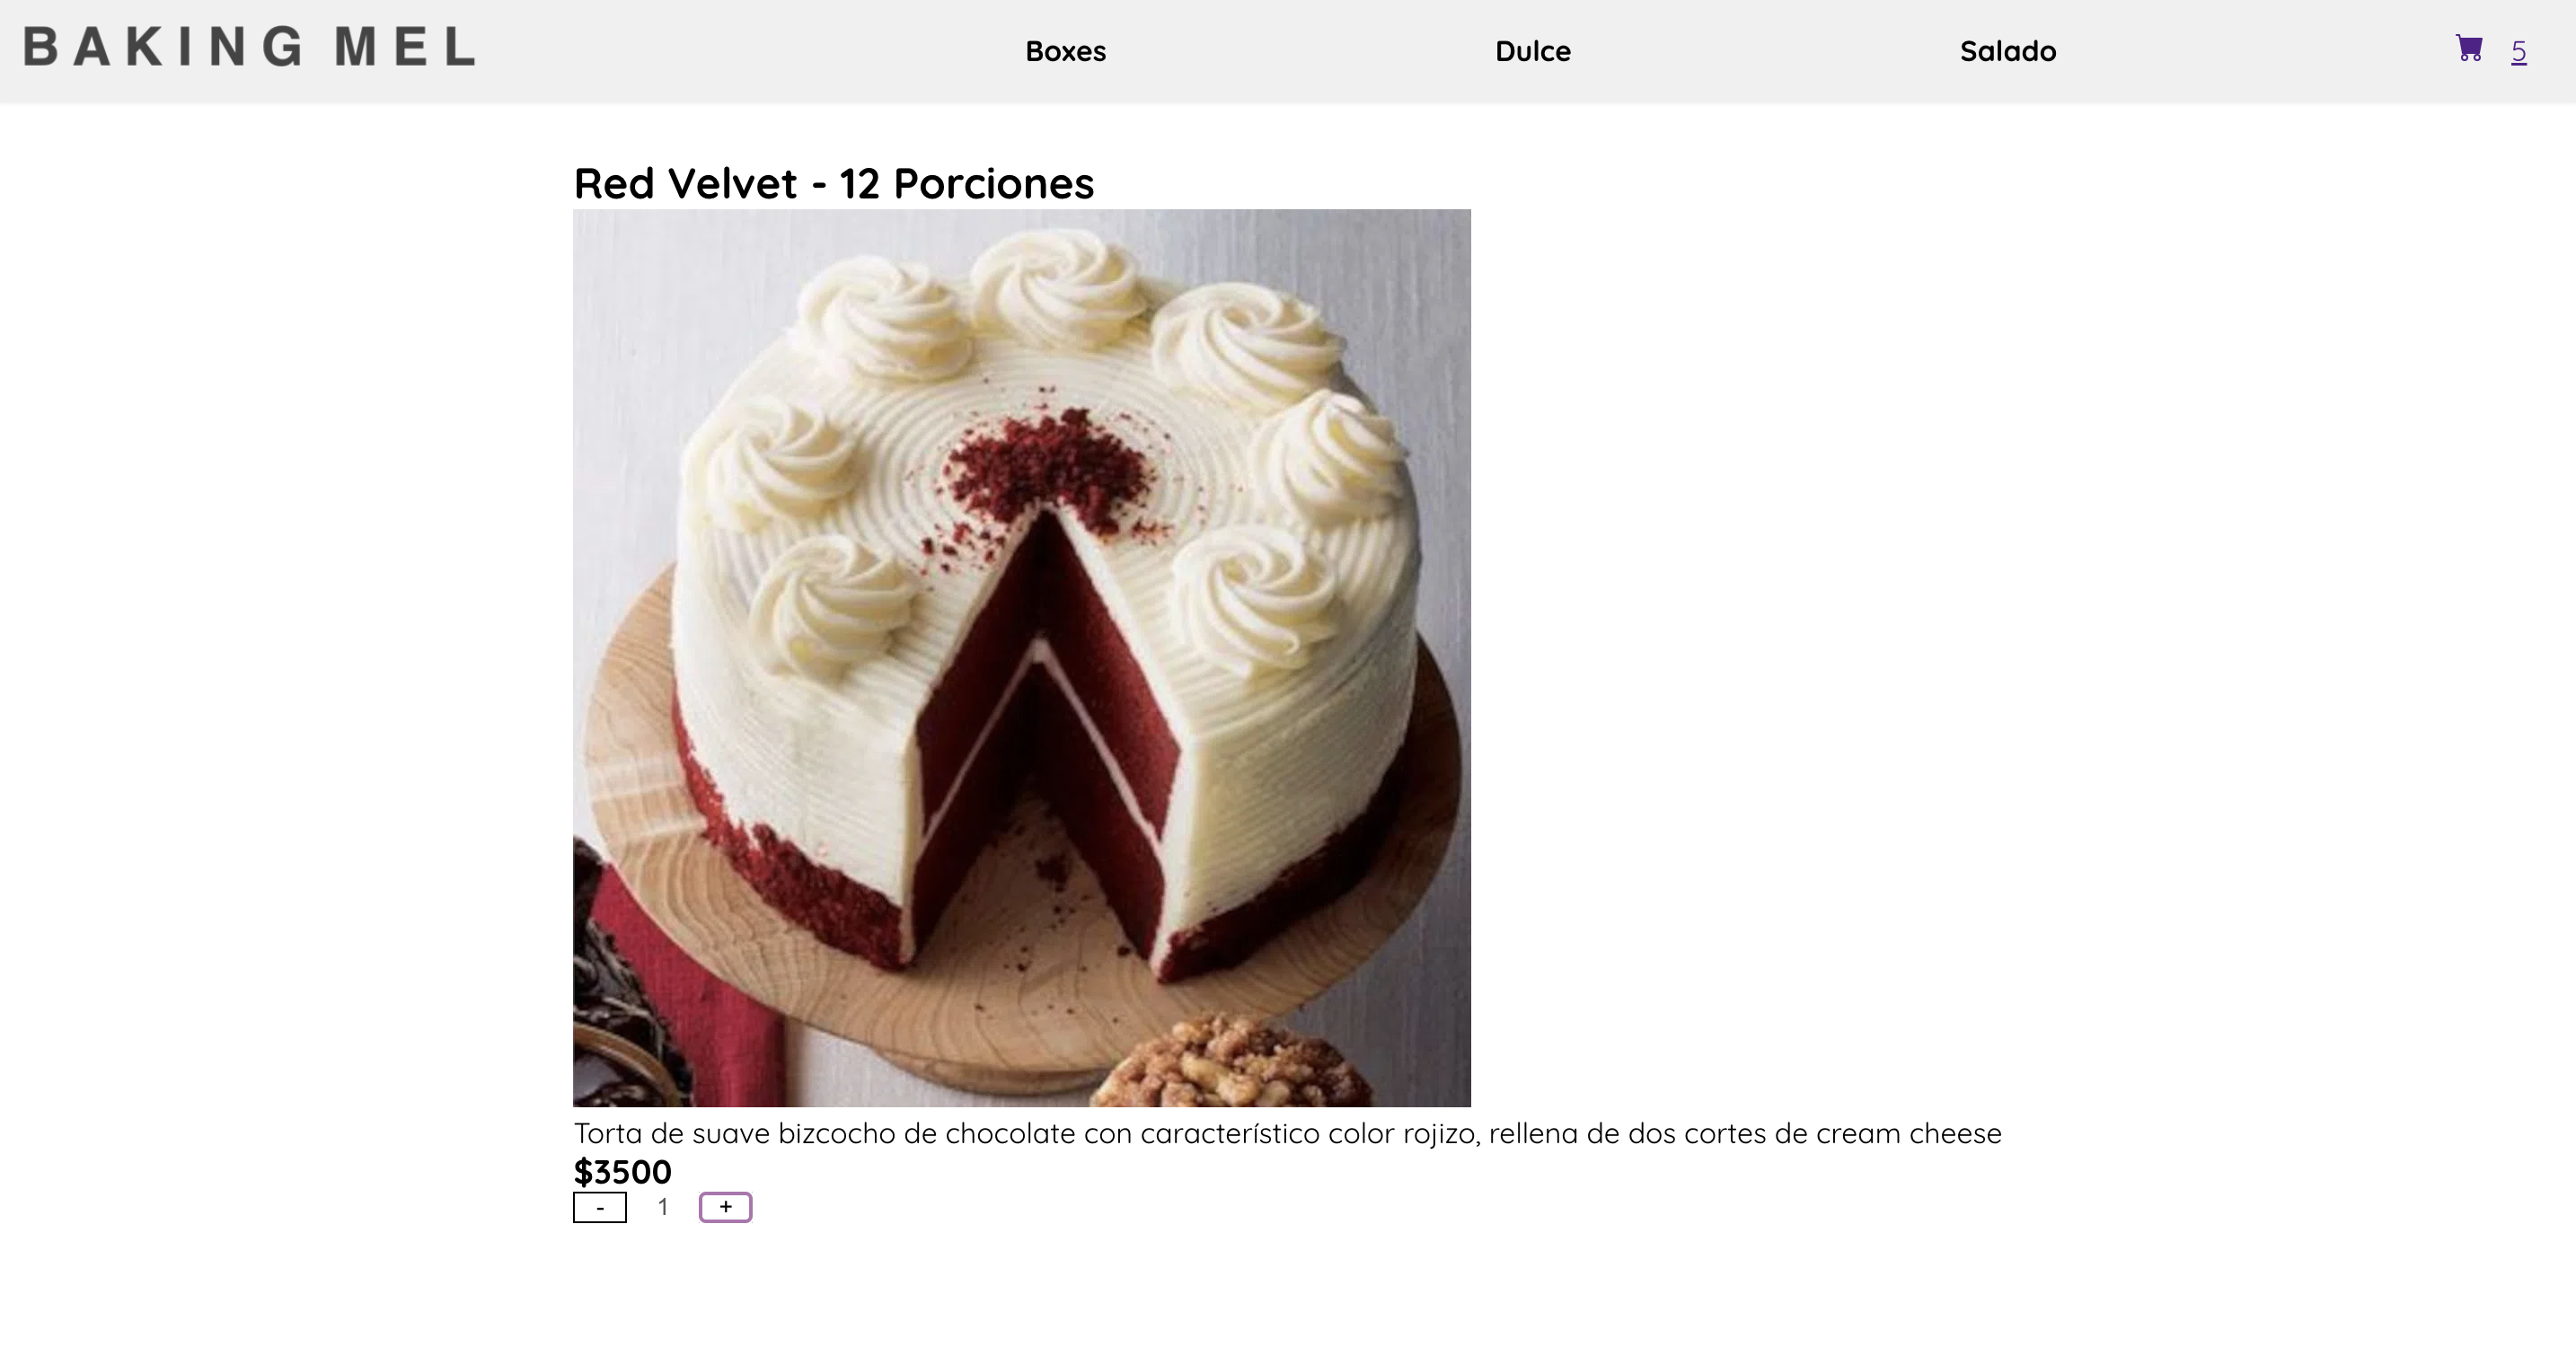 BAKING MEL
Boxes
Dulce
Salado
5
Red Velvet - 12 Porciones
Torta de suave bizcocho de chocolate con característico color rojizo, rellena de dos cortes de cream cheese
$3500
- 1 +